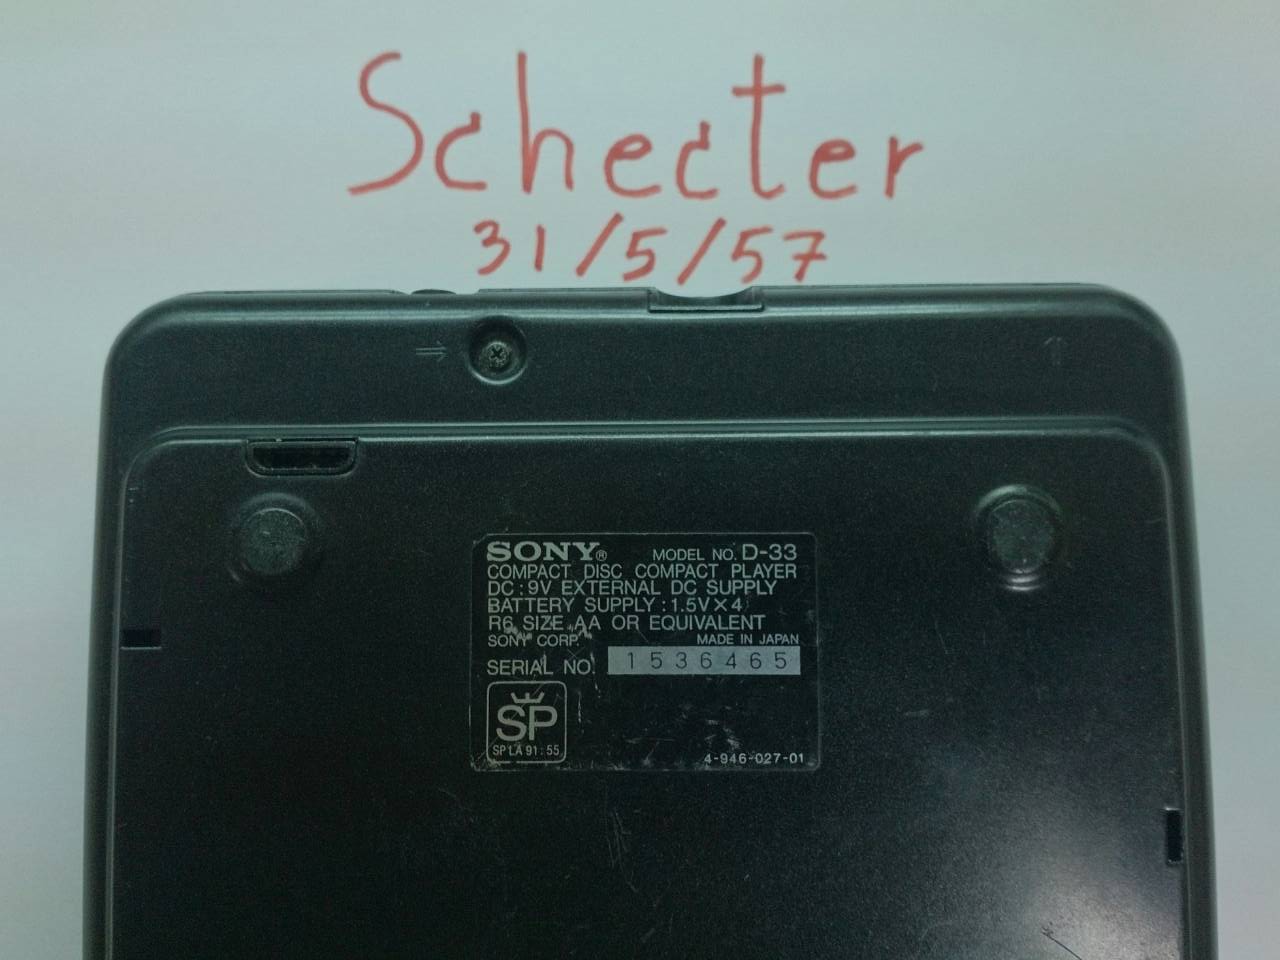 Schecter
31/5/57
SONY® MODEL NO. D-33
COMPACT DISC COMPACT PLAYER
DC : 9V EXTERNAL DC SUPPLY
BATTERY SUPPLY : 1.5V×4
R6 SIZE AA OR EQUIVALENT
SONY CORP. MADE IN JAPAN
SERIAL NO. 1536465
SP
SP LA 91 : 55
4-946-027-01